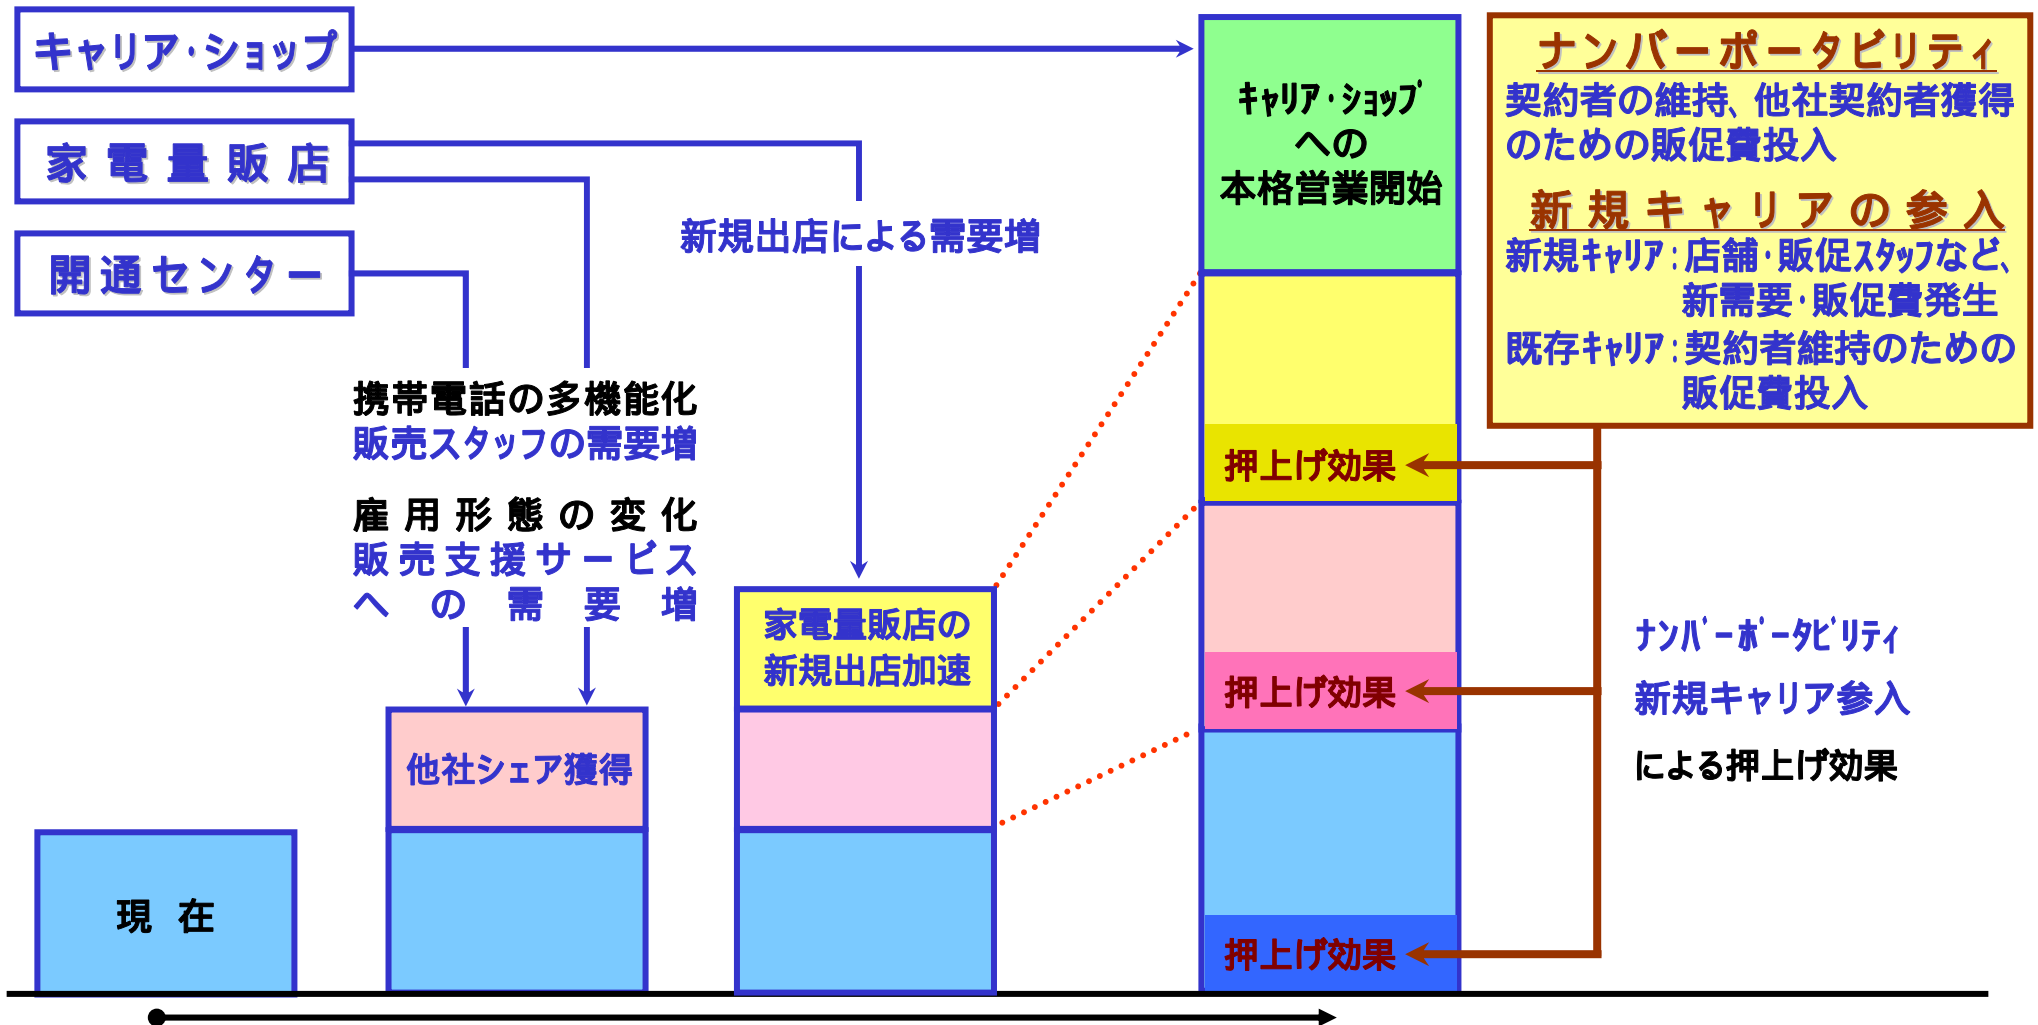 キャリア・ショップ
家電量販店
開通センター
携帯電話の多機能化
販売スタッフの需要増
雇用形態の変化
販売支援サービス
への需要増
新規出店による需要増
現在
他社シェア獲得
家電量販店の
新規出店加速
キャリア・ショップ
への
本格営業開始
押上げ効果
押上げ効果
押上げ効果
ナンバーポータビリティ
契約者の維持、他社契約者獲得
のための販促費投入
新規キャリアの参入
新規キャリア：店舗・販促スタッフなど、
新需要・販促費発生
既存キャリア：契約者維持のための
販促費投入
ナンバーポータビリティ
新規キャリア参入
による押上げ効果